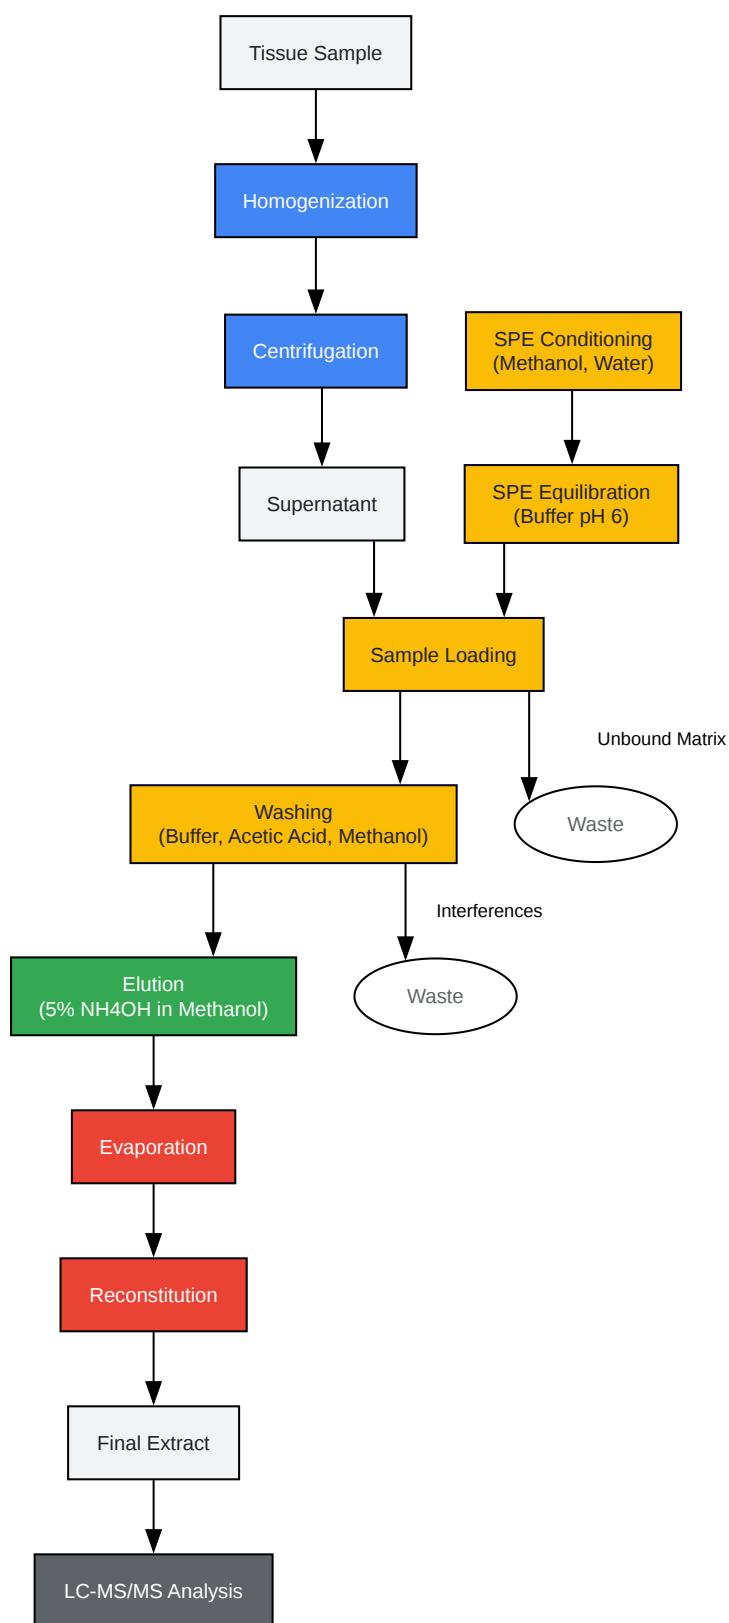 Tissue Sample
Homogenization
Centrifugation
SPE Conditioning
(Methanol, Water)
Supernatant
SPE Equilibration
(Buffer pH 6)
Sample Loading
Unbound Matrix
Washing
(Buffer, Acetic Acid, Methanol)
Waste
Interferences
Elution
(5% NH4OH in Methanol)
Waste
Evaporation
Reconstitution
Final Extract
LC-MS/MS Analysis